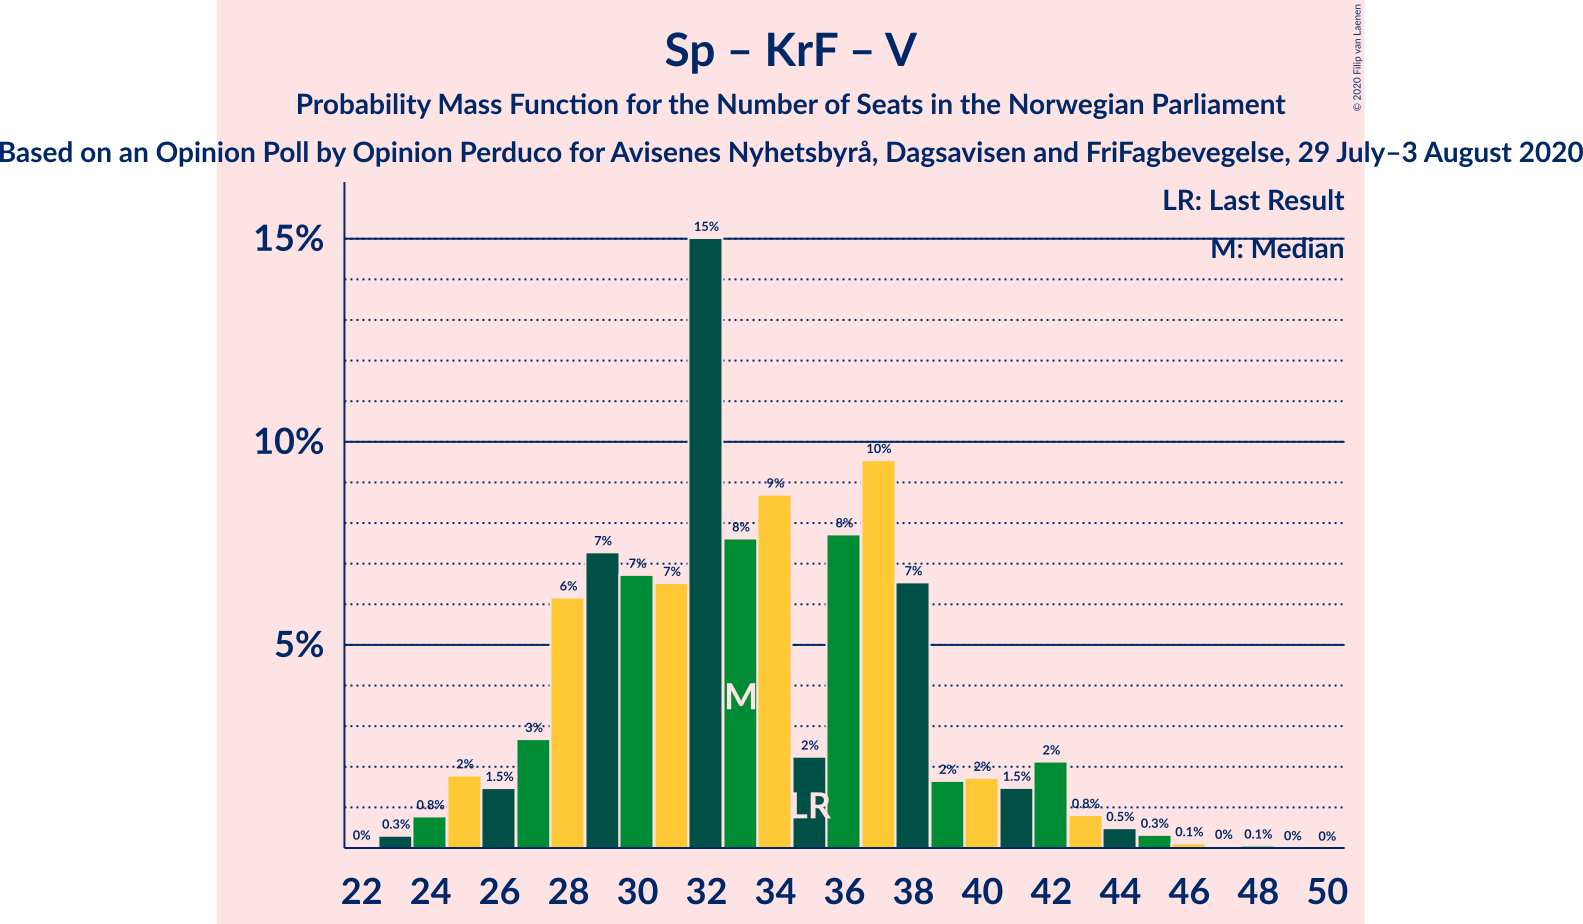 Sp – KrF – V
Probability Mass Function for the Number of Seats in the Norwegian Parliament
Based on an Opinion Poll by Opinion Perduco for Avisenes Nyhetsbyrå, Dagsavisen and FriFagbevegelse, 29 July–3 August 2020
© 2020 Filip van Laenen
LR: Last Result
M: Median
15%
10%
5%
0% 0.3% 0.8% 2% 1.5% 3% 6% 7% 7% 7% 15% 8% 9% 2% 8% 10% 7% 2% 2% 1.5% 2% 0.8% 0.5% 0.3% 0.1% 0% 0.1% 0% 0%
M
LR
22 24 26 28 30 32 34 36 38 40 42 44 46 48 50